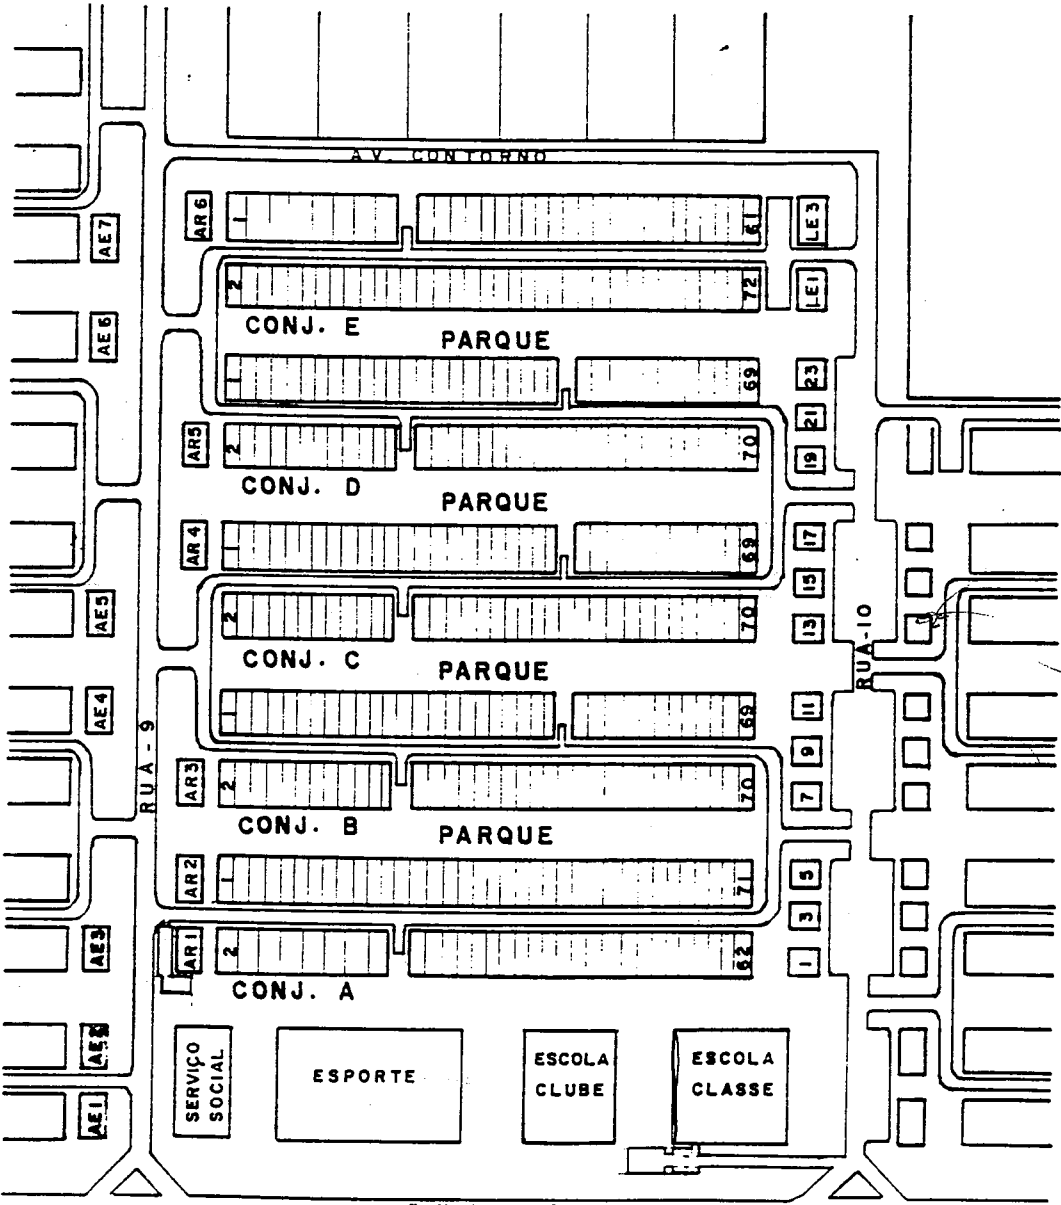 AV. CONTORNO
AE7
AR6
1
61
LE3
2
72
LE1
CONJ. E
AE6
PARQUE
1
69
23
21
AR5
2
70
19
CONJ. D
PARQUE
AR4
1
69
17
15
AE5
2
70
13
RUA-10
CONJ. C
PARQUE
AE4
1
69
11
RUA-9
9
AR3
2
70
7
CONJ. B
PARQUE
AR2
1
71
5
3
AE3
AR1
2
62
1
CONJ. A
AE2
SERVIÇO
SOCIAL
ESPORTE
ESCOLA
CLUBE
ESCOLA
CLASSE
AE1